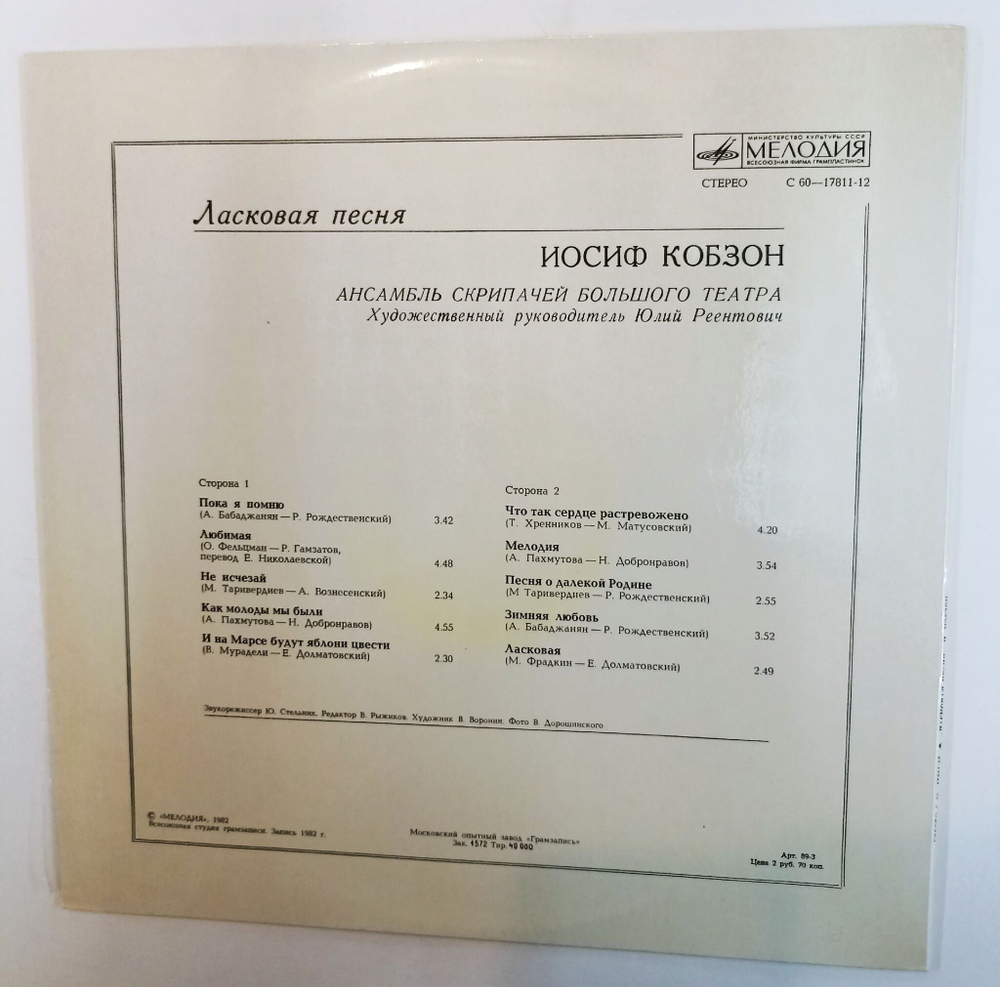 МИНИСТЕРСТВО КУЛЬТУРЫ СССР
МЕЛОДИЯ
ВСЕСОЮЗНАЯ ФИРМА ГРАМПЛАСТИНОК
СТЕРЕО С 60—17811-12
Ласковая песня
ИОСИФ КОБЗОН
АНСАМБЛЬ СКРИПАЧЕЙ БОЛЬШОГО ТЕАТРА
Художественный руководитель Юлий Реентович
Сторона 1
Пока я помню
(А. Бабаджанян — Р. Рождественский) 3.42
Любимая
(О. Фельцман — Р. Гамзатов,
перевод Е. Николаевской) 4.48
Не исчезай
(М. Таривердиев — А. Вознесенский) 2.34
Как молоды мы были
(А. Пахмутова — Н. Добронравов) 4.55
И на Марсе будут яблони цвести
(В. Мурадели — Е. Долматовский) 2.30
Сторона 2
Что так сердце растревожено
(Т. Хренников — М. Матусовский) 4.20
Мелодия
(А. Пахмутова — Н. Добронравов) 3.54
Песня о далекой Родине
(М Таривердиев — Р. Рождественский) 2.55
Зимняя любовь
(А. Бабаджанян — Р. Рождественский) 3.52
Ласковая
(М. Фрадкин — Е. Долматовский) 2.49
Звукорежиссер Ю. Стельник. Редактор В. Рыжиков. Художник В. Воронин. Фото В. Дорошинского
© «МЕЛОДИЯ», 1982
Всесоюзная студия грамзаписи. Запись 1982 г.
Московский опытный завод «Грамзапись»
Зак. 1572 Тир. 40 000
Арт. 89-3
Цена 2 руб. 70 коп.